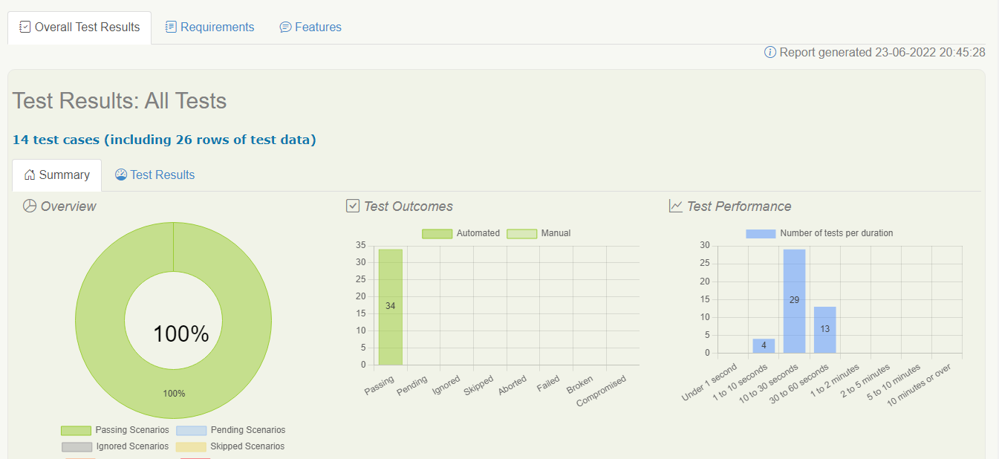 Overall Test Results Requirements Features
Report generated 23-06-2022 20:45:28
Test Results: All Tests
14 test cases (including 26 rows of test data)
Summary Test Results
Overview
100%
100%
Passing Scenarios Pending Scenarios
Ignored Scenarios Skipped Scenarios
Test Outcomes
Automated Manual
35
30
25
20
15
10
5
0
34
Passing Pending Ignored Skipped Aborted Failed Broken Compromised
Test Performance
Number of tests per duration
30
25
20
15
10
5
0
4 29 13
Under 1 second 1 to 10 seconds 10 to 30 seconds 30 to 60 seconds 1 to 2 minutes 2 to 5 minutes 5 to 10 minutes 10 minutes or over